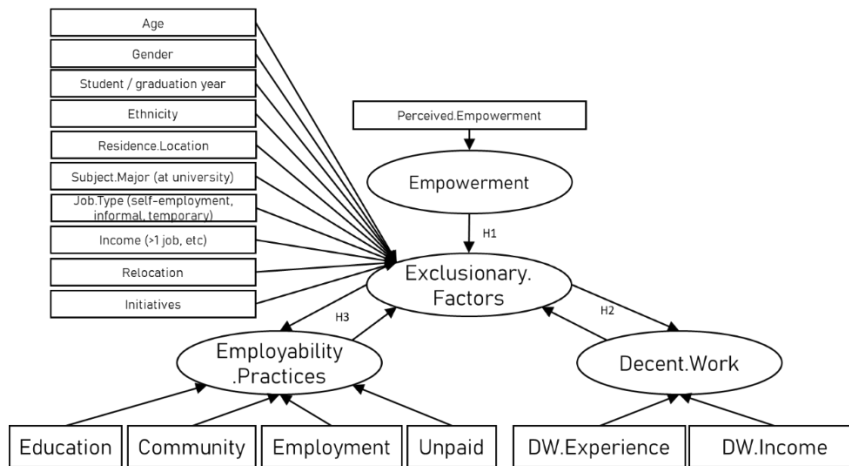 Age
Gender
Student / graduation year
Ethnicity
Residence.Location
Subject.Major (at university)
Job.Type (self-employment,
informal, temporary)
Income (>1 job, etc)
Relocation
Initiatives
Perceived.Empowerment
Empowerment
H1
Exclusionary.
Factors
H3
H2
Employability
.Practices
Decent.Work
Education
Community
Employment
Unpaid
DW.Experience
DW.Income